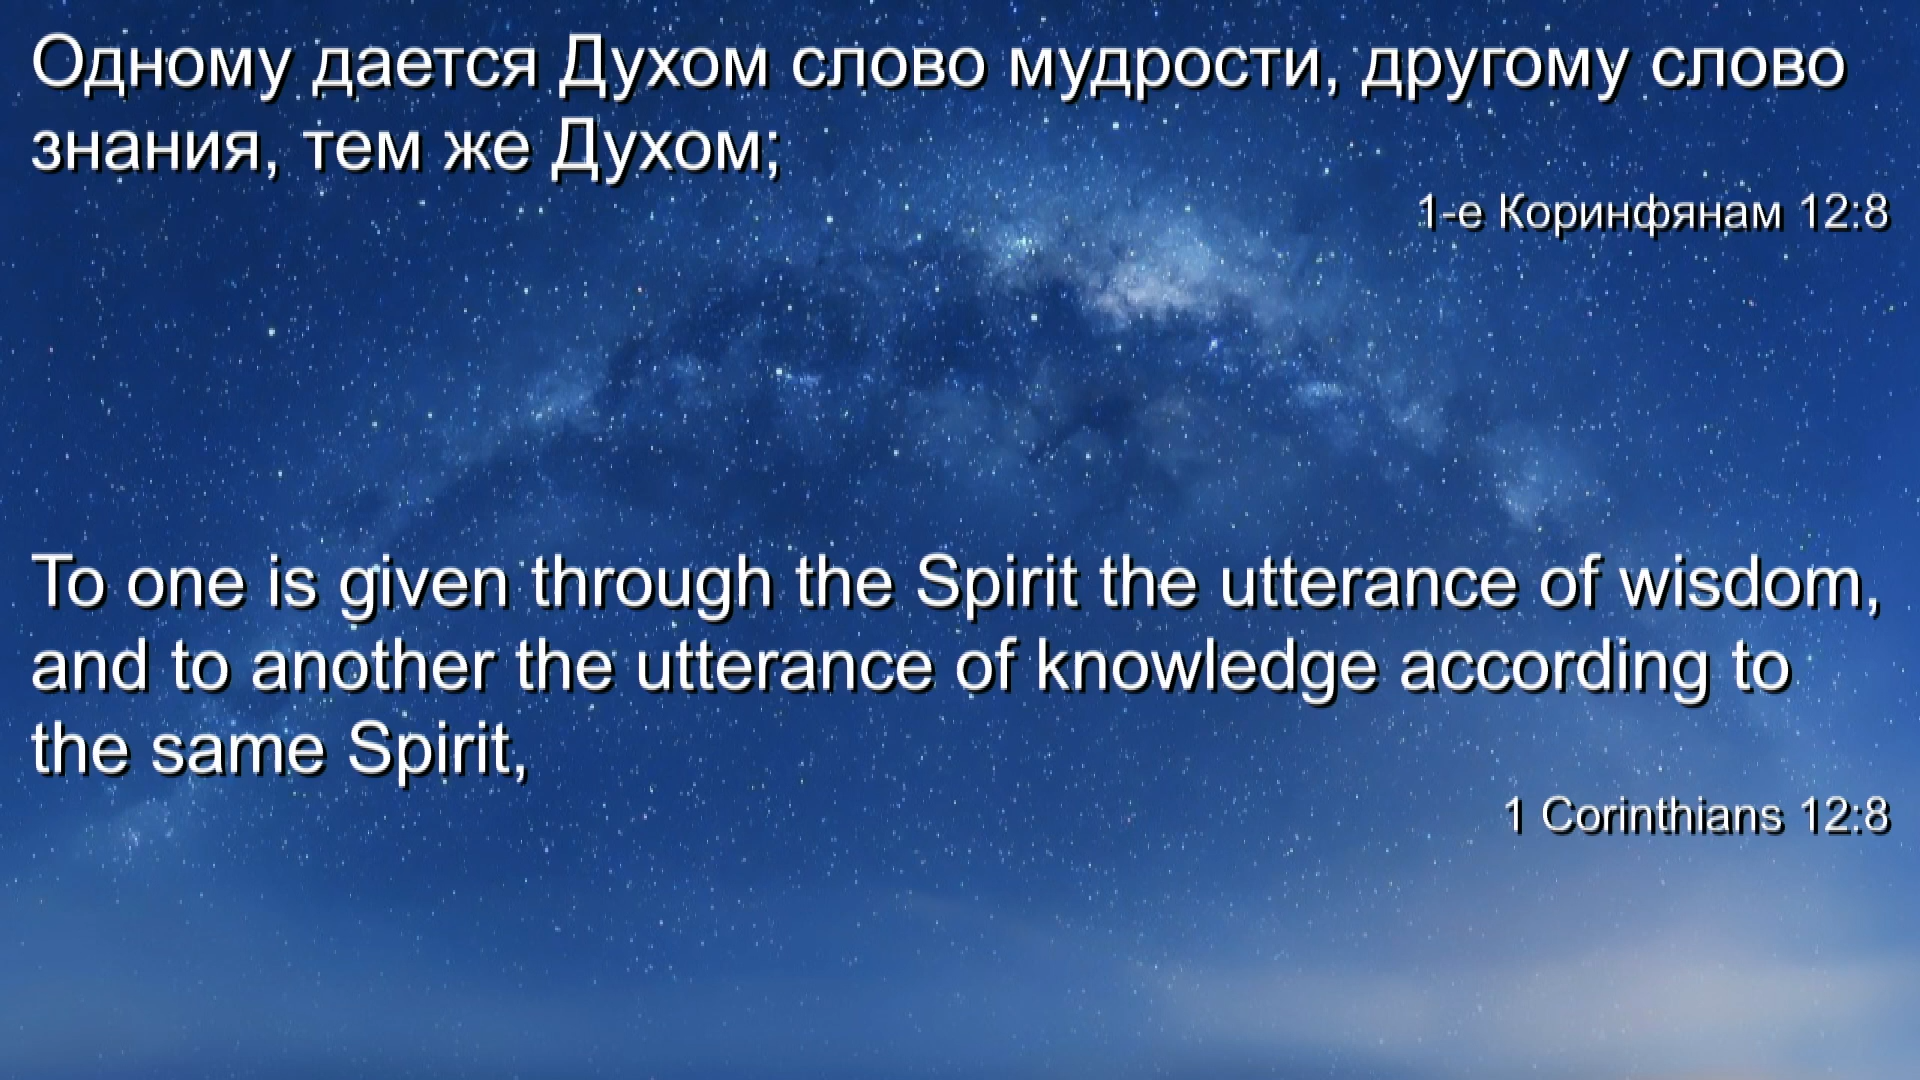 Одному дается Духом слово мудрости, другому слово
знания, тем же Духом;
1-е Коринфянам 12:8
To one is given through the Spirit the utterance of wisdom,
and to another the utterance of knowledge according to
the same Spirit,
1 Corinthians 12:8